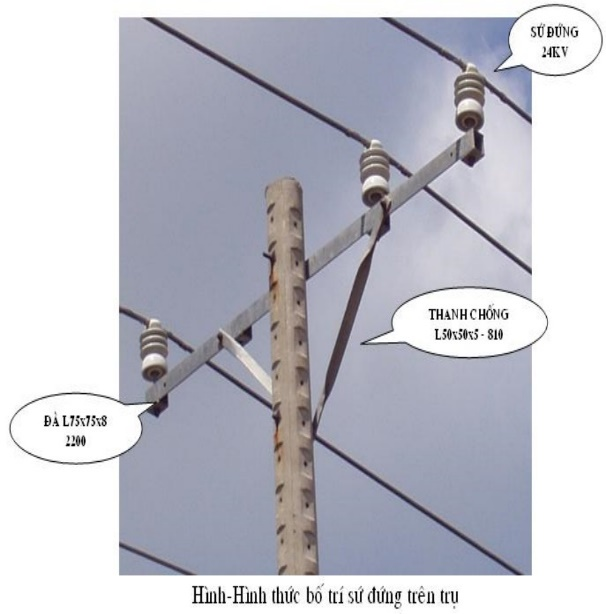 SỨ ĐỨNG
24KV
THANH CHỐNG
L50x50x5 - 810
ĐÀ L75x75x8
2200
Hình-Hình thức bố trí sứ đứng trên trụ